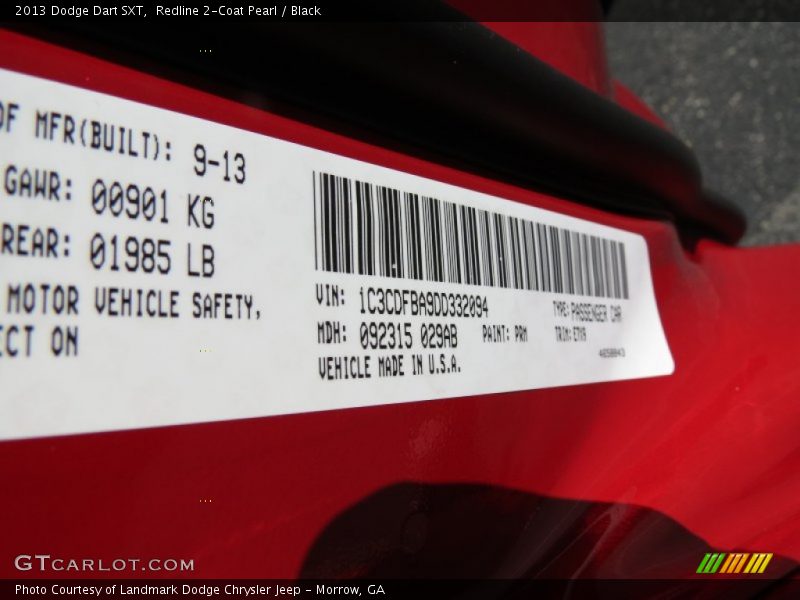 2013 Dodge Dart SXT,  Redline 2-Coat Pearl / Black
OF MFR(BUILT): 9-13
GAWR: 00901 KG
REAR: 01985 LB
MOTOR VEHICLE SAFETY,
ECT ON
VIN: 1C3CDFBA9DD332094
TYPE: PASSENGER CAR
MDH: 092315 029AB
PAINT: PRM
TRIM:
VEHICLE MADE IN U.S.A.
GTCARLOT.COM
Photo Courtesy of Landmark Dodge Chrysler Jeep - Morrow, GA